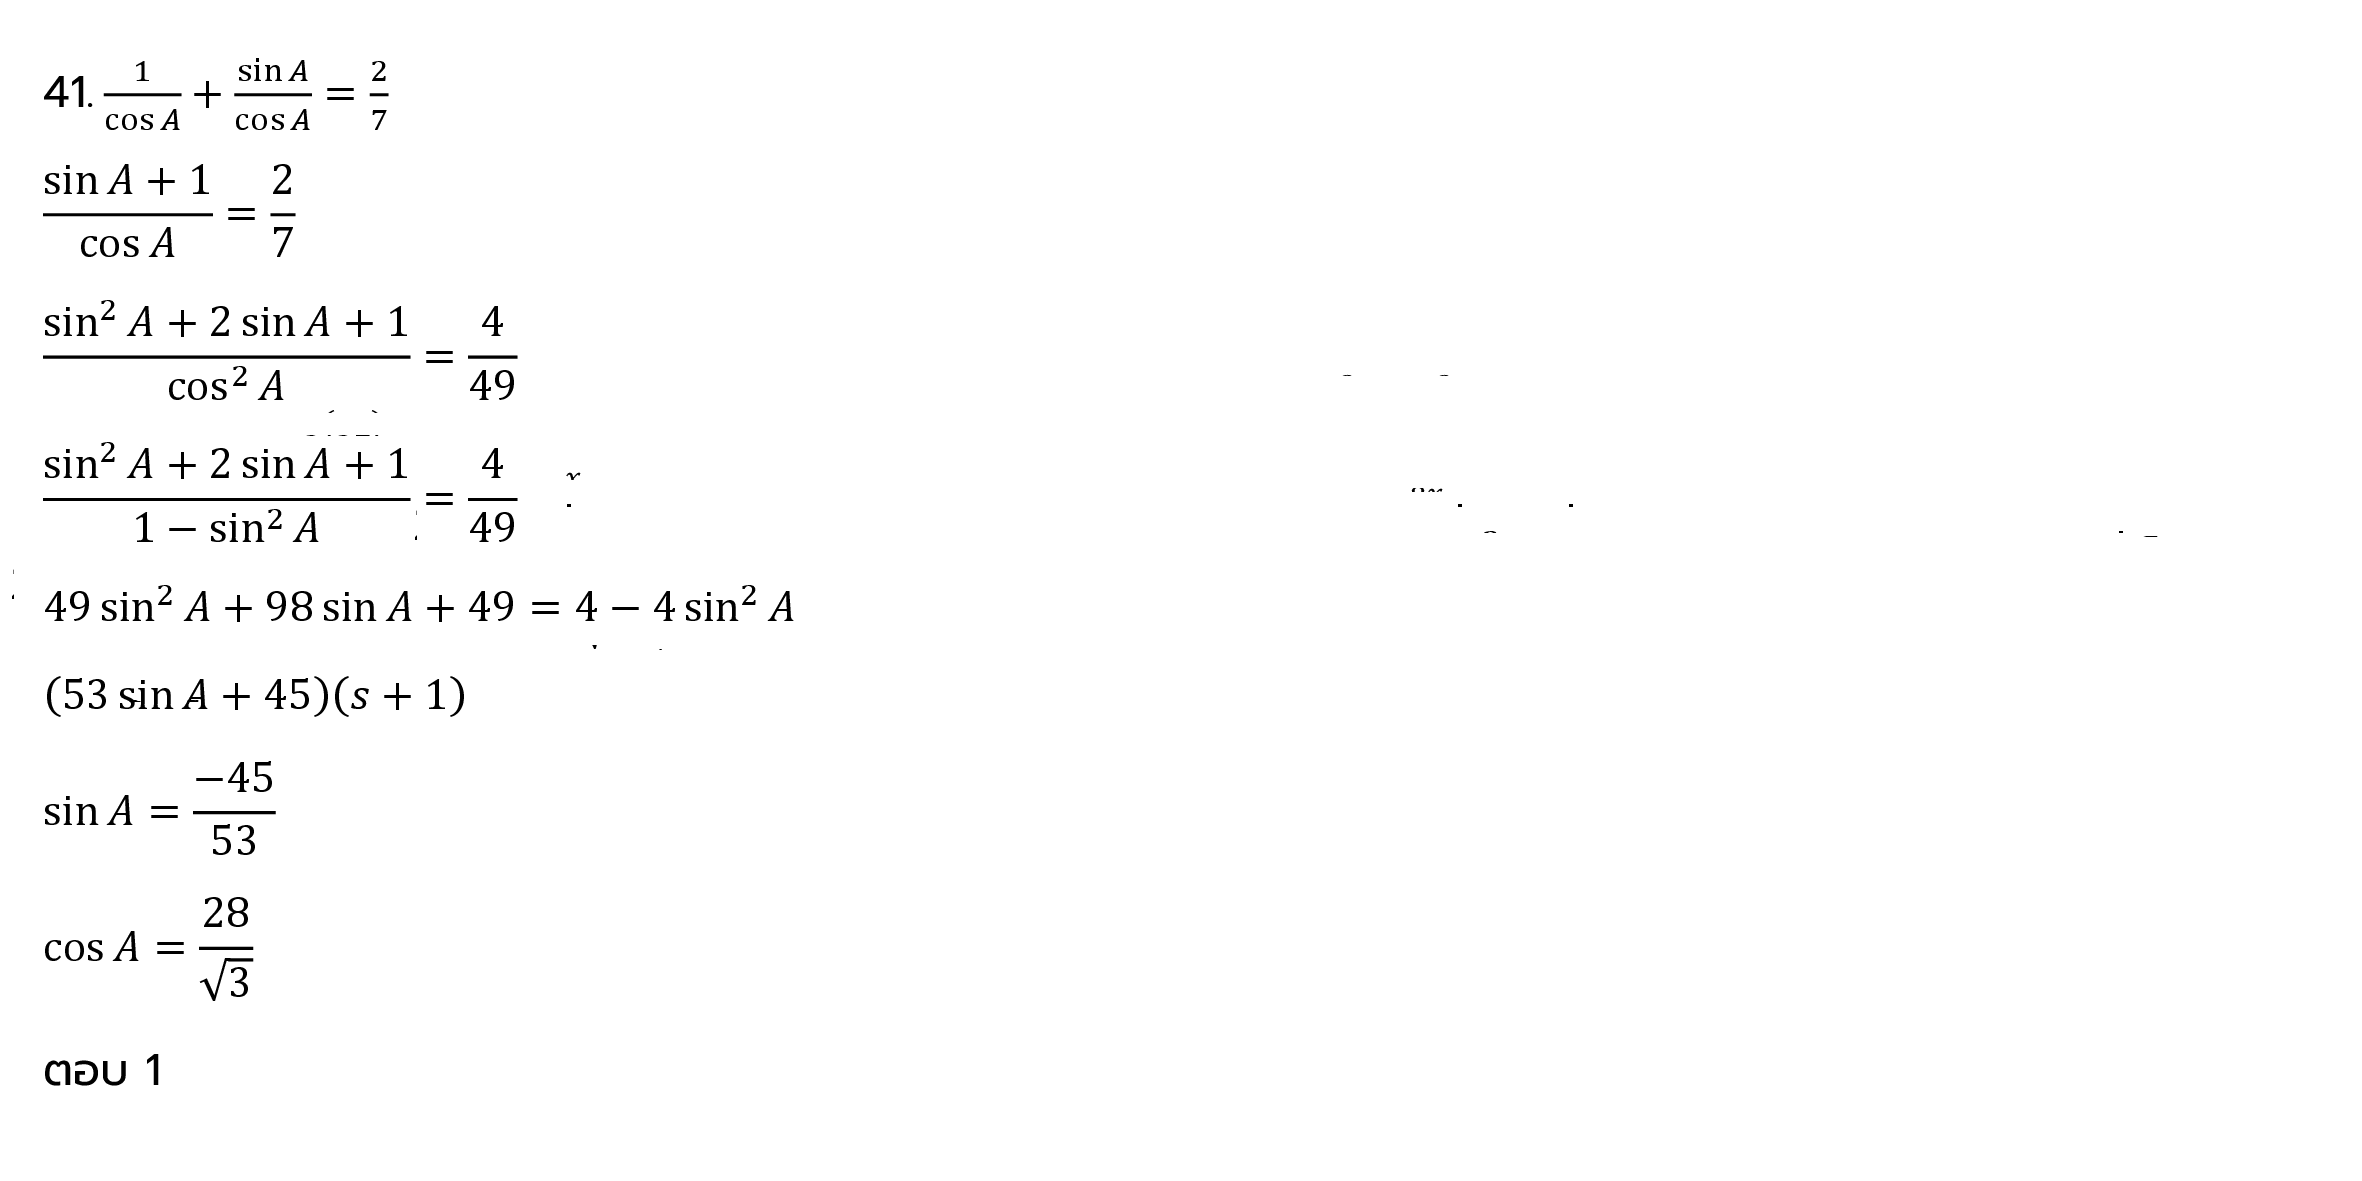 41. \frac{1}{\cos A} + \frac{\sin A}{\cos A} = \frac{2}{7}
\frac{\sin A + 1}{\cos A} = \frac{2}{7}
\frac{\sin^2 A + 2 \sin A + 1}{\cos^2 A} = \frac{4}{49}
\frac{\sin^2 A + 2 \sin A + 1}{1 - \sin^2 A} = \frac{4}{49}
49 \sin^2 A + 98 \sin A + 49 = 4 - 4 \sin^2 A
(53 \sin A + 45)(s + 1)
\sin A = \frac{-45}{53}
\cos A = \frac{28}{\sqrt{3}}
ตอบ 1